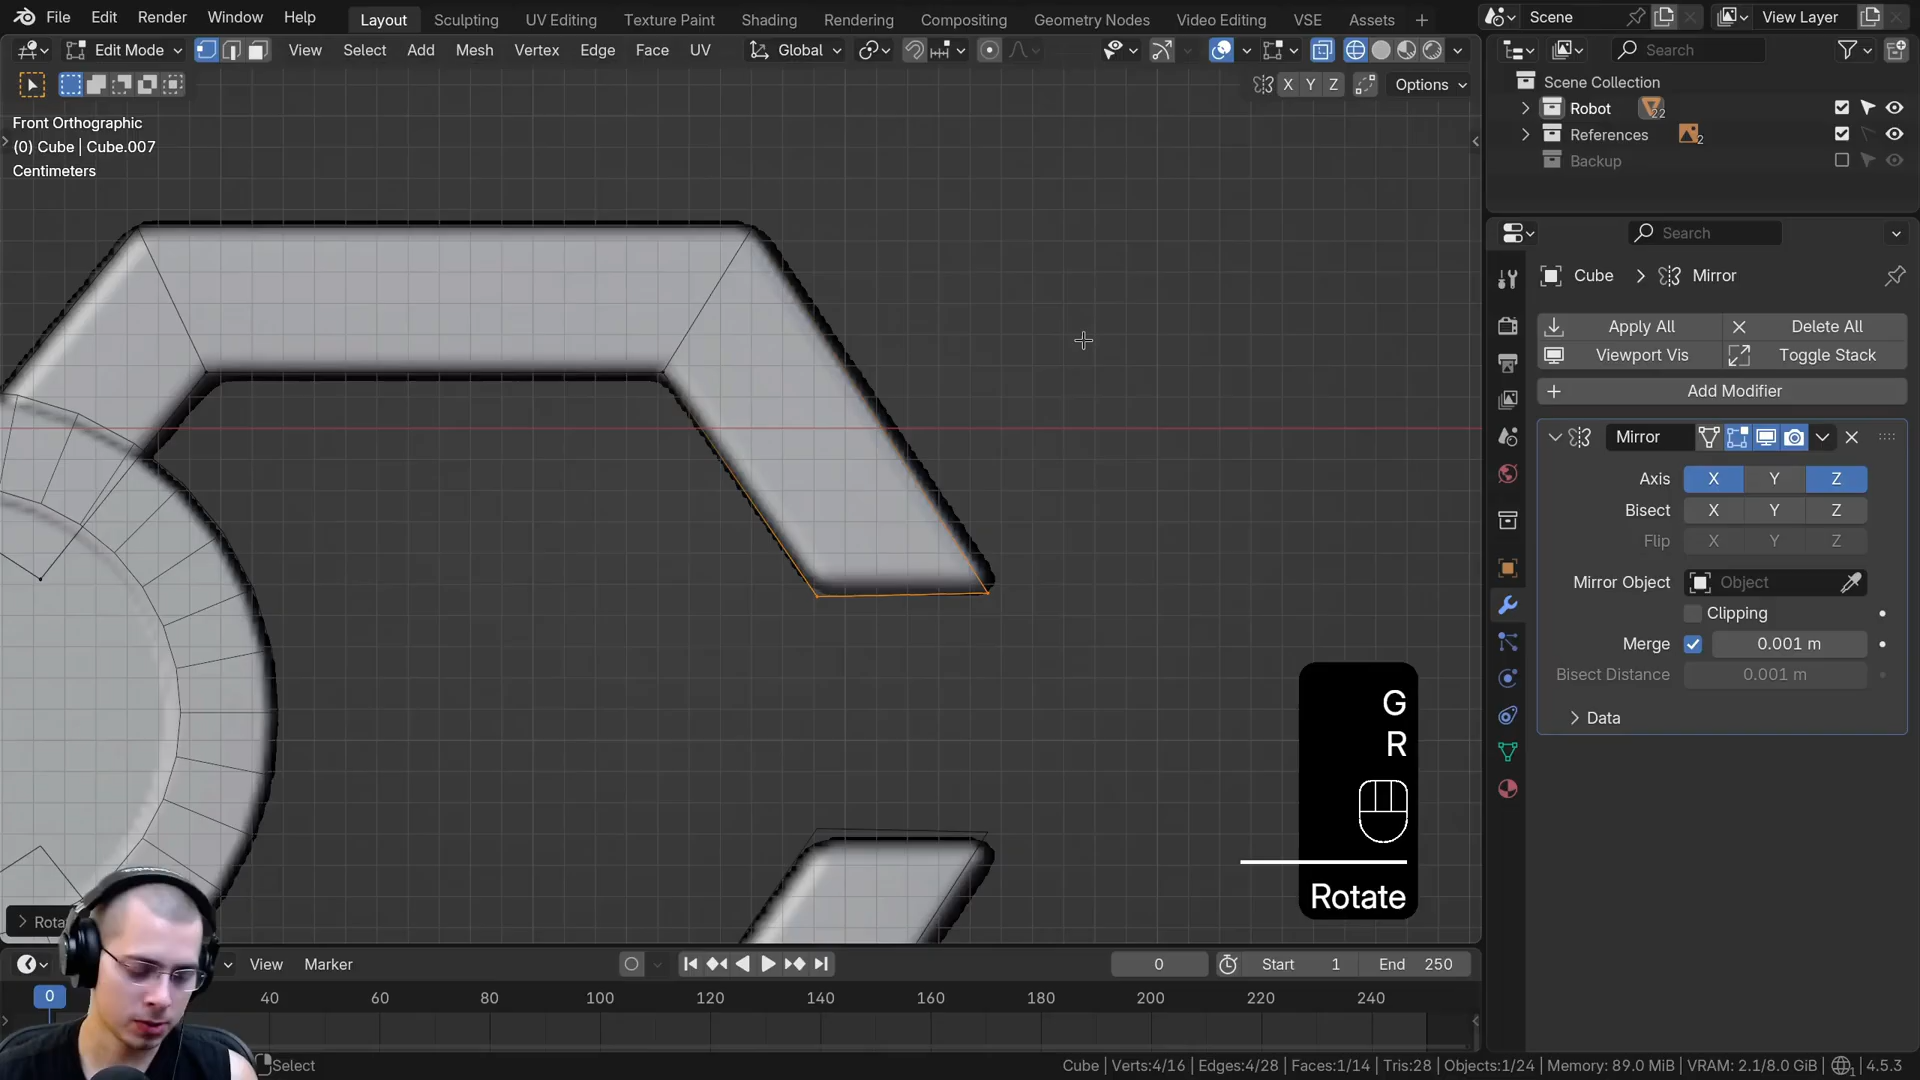 File Edit Render Window Help Layout Sculpting UV Editing Texture Paint Shading Rendering Compositing Geometry Nodes Video Editing VSE Assets Scene View Layer
Edit Mode View Select Add Mesh Vertex Edge Face UV Global Search
X Y Z Options
Scene Collection
Robot 22
References 2
Backup
Front Orthographic
(0) Cube | Cube.007
Centimeters
Search
Cube Mirror
Apply All Delete All
Viewport Vis Toggle Stack
Add Modifier
Mirror
Axis X Y Z
Bisect X Y Z
Flip X Y Z
Mirror Object Object
Clipping
Merge 0.001 m
Bisect Distance 0.001 m
Data
G
R
Rotate
View Marker 0 Start 1 End 250
0 40 60 80 100 120 140 160 180 200 220 240
Select
Cube | Verts:4/16 | Edges:4/28 | Faces:1/14 | Tris:28 | Objects:1/24 | Memory: 89.0 MiB | VRAM: 2.1/8.0 GiB | 1 | 4.5.3